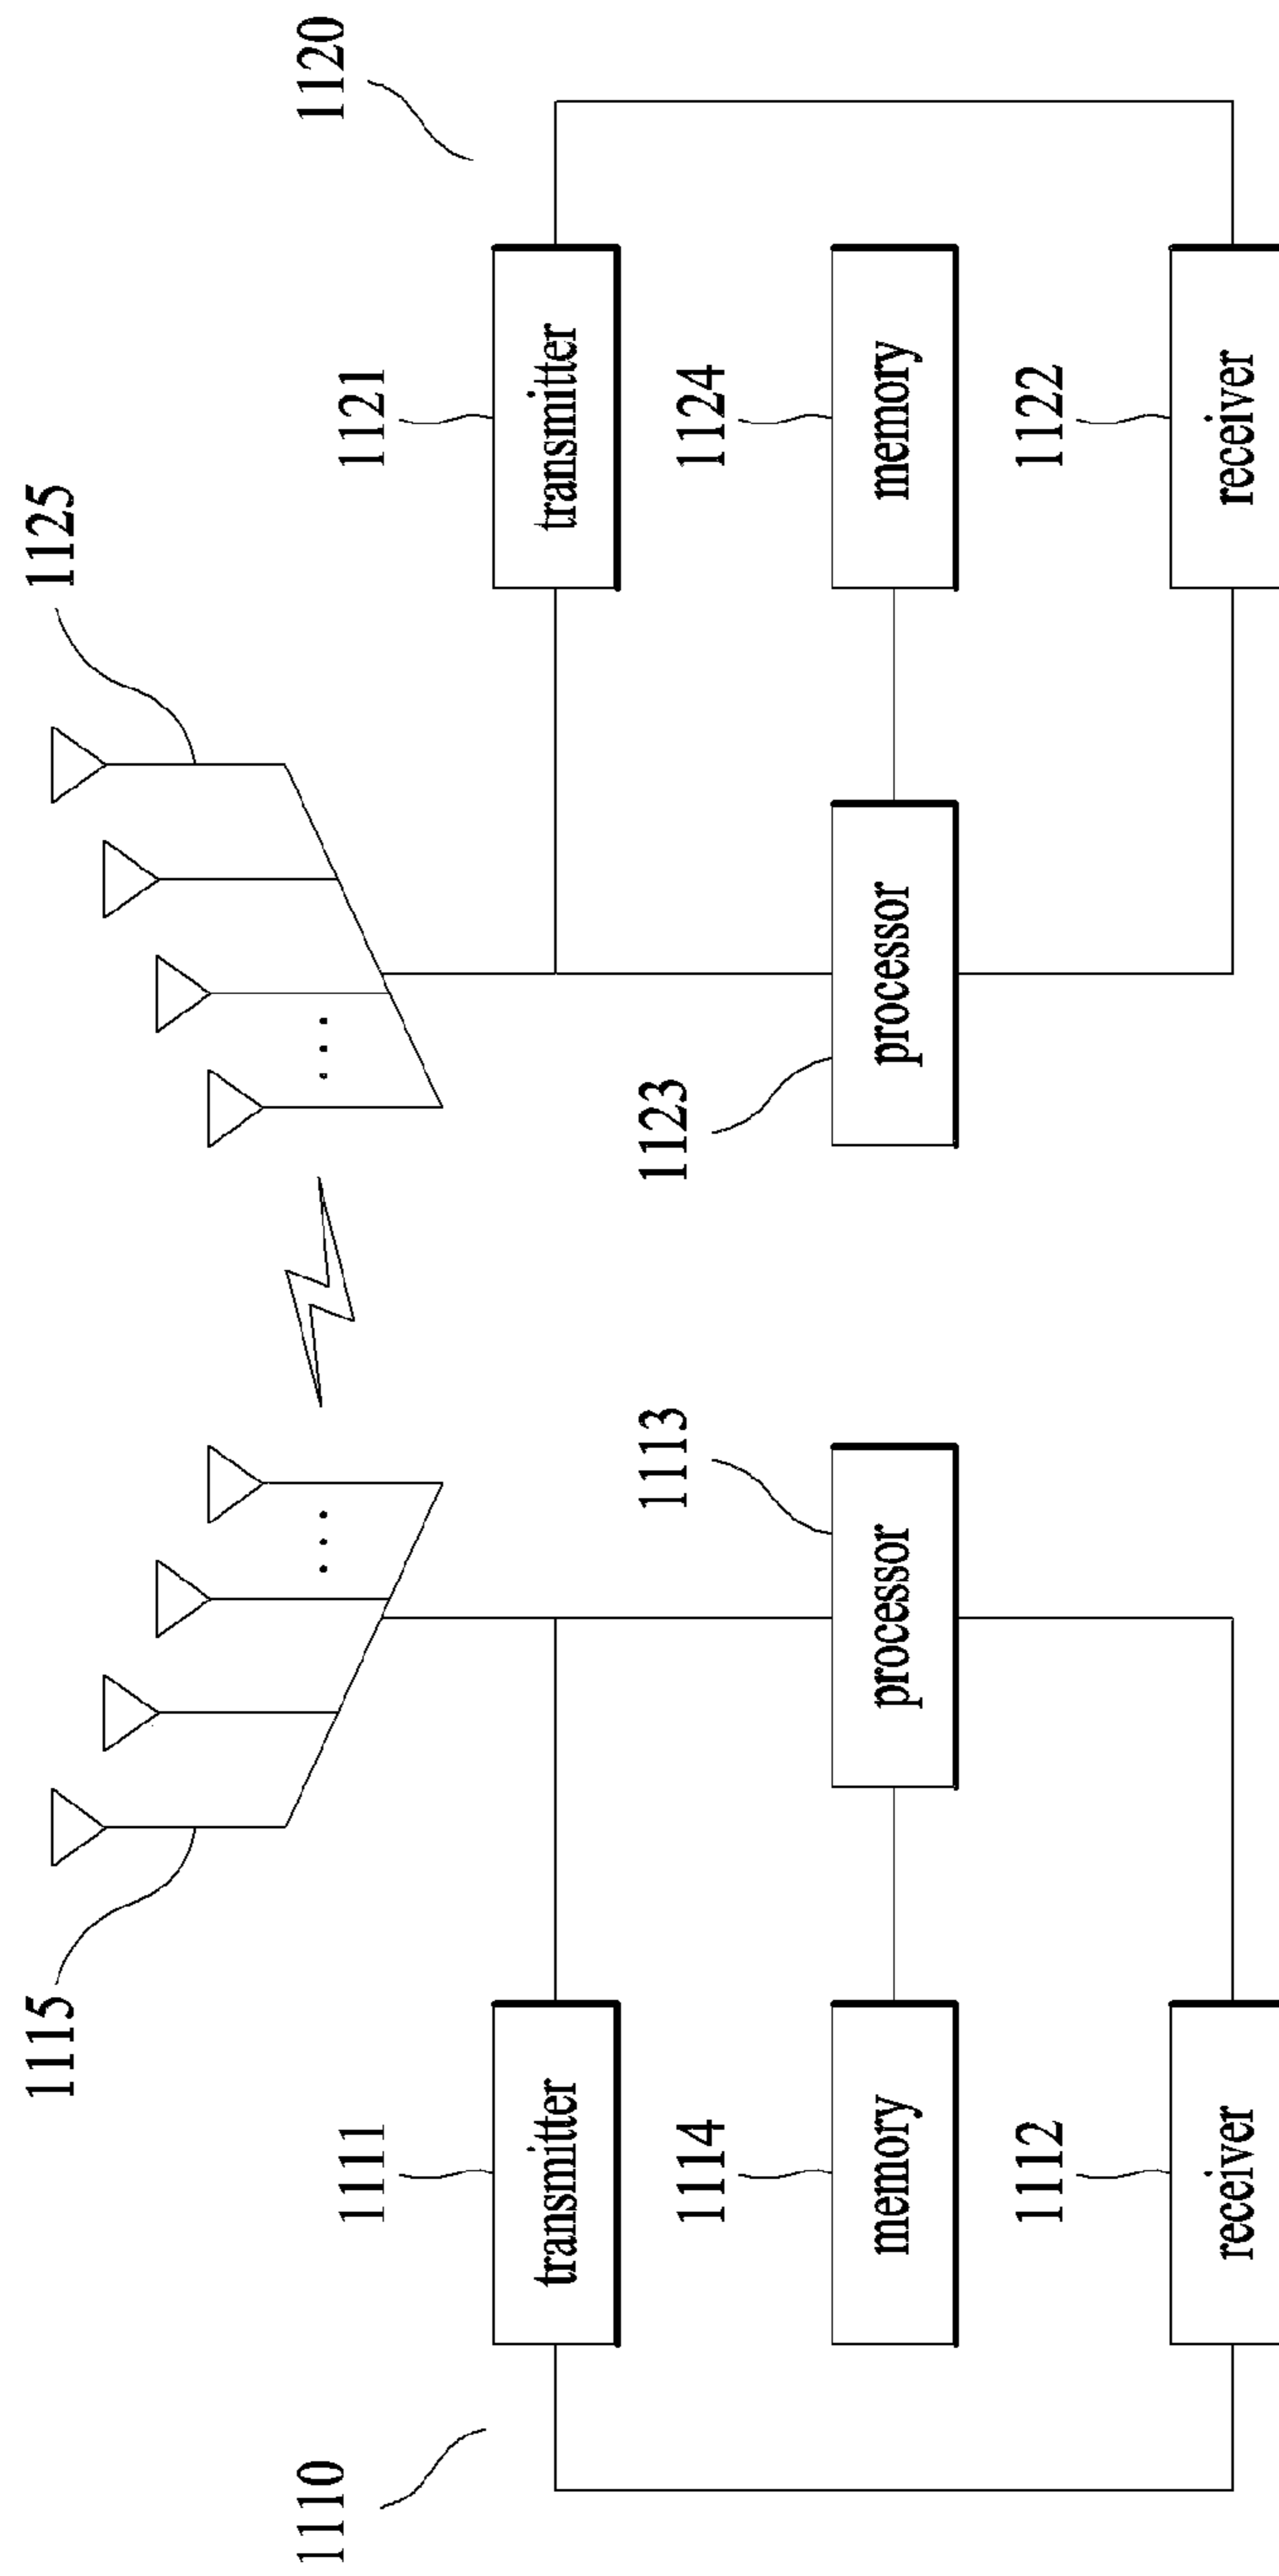 1110
1120
1115
1125
1111
transmitter
1121
transmitter
1113
processor
1123
processor
1114
memory
1124
memory
1112
receiver
1122
receiver